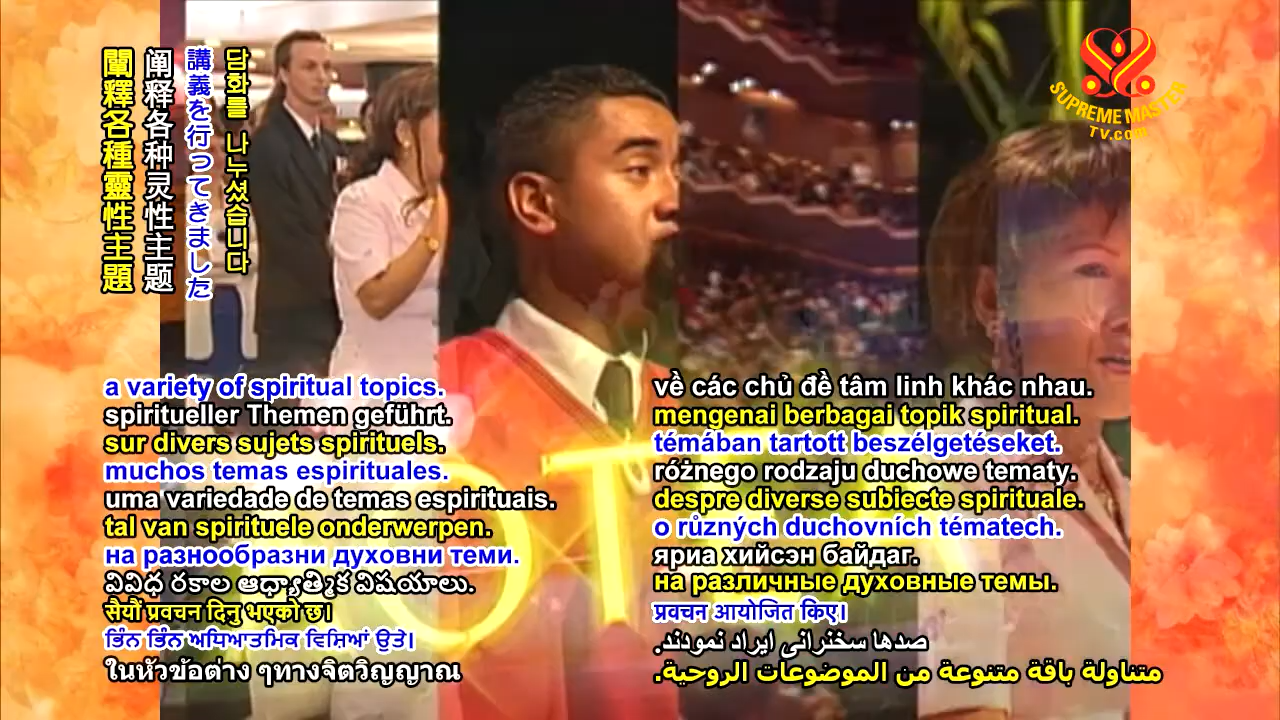 闡釋各種靈性主題
阐释各种灵性主题
講義を行ってきました
담화를 나누셨습니다
SUPREME MASTER
TV.com
a variety of spiritual topics.
spiritueller Themen geführt.
sur divers sujets spirituels.
muchos temas espirituales.
uma variedade de temas espirituais.
tal van spirituele onderwerpen.
на разнообразни духовни теми.
వివిధ రకాల ఆధ్యాత్మిక విషయాలు.
सैयौं प्रवचन दिनु भएको छ।
ਭਿੰਨ ਭਿੰਨ ਅਧਿਆਤਮਿਕ ਵਿਸ਼ਿਆਂ ਉਤੇ।
ในหัวข้อต่าง ๆทางจิตวิญญาณ
về các chủ đề tâm linh khác nhau.
mengenai berbagai topik spiritual.
témában tartott beszélgetéseket.
różnego rodzaju duchowe tematy.
despre diverse subiecte spirituale.
o různých duchovních tématech.
яриа хийсэн байдаг.
на различные духовные темы.
प्रवचन आयोजित किए।
صدها سخنرانی ایراد نمودند.
متناولة باقة متنوعة من الموضوعات الروحية.